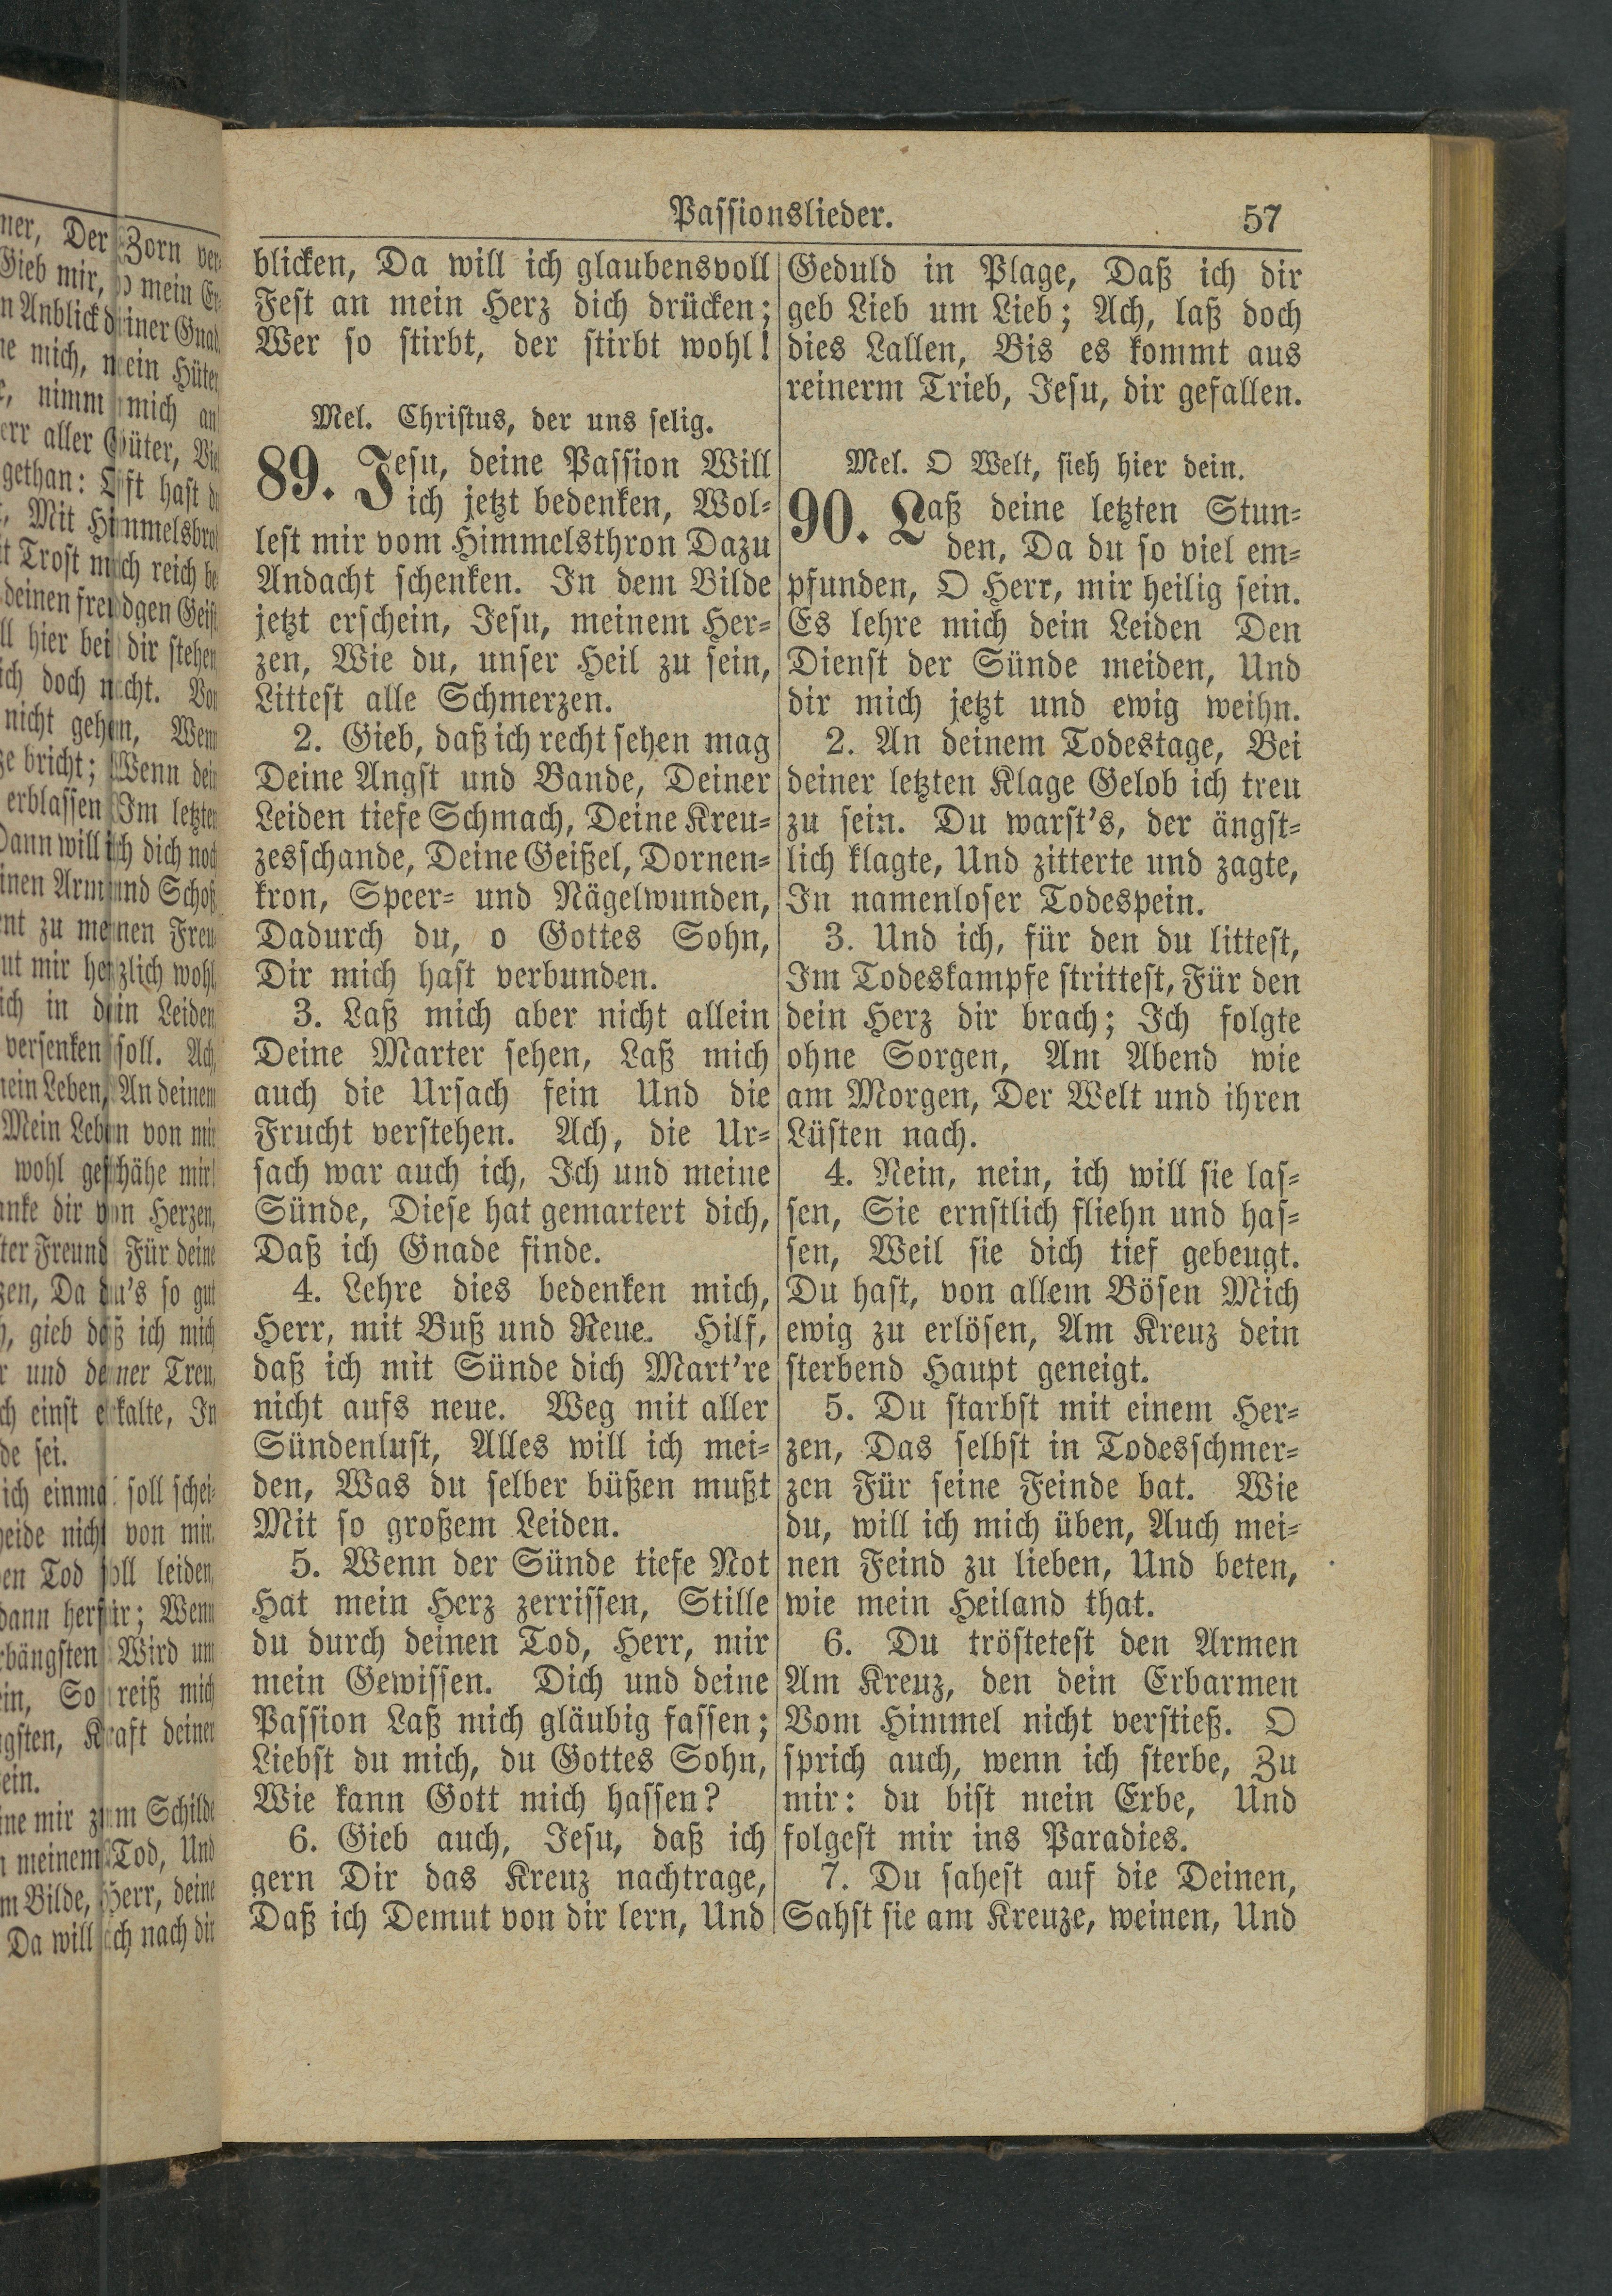 Passionslieder.
57
blicken, Da will ich glaubensvoll
Fest an mein Herz dich drücken;
Wer so stirbt, der stirbt wohl!
Mel. Christus, der uns selig.
89. Jesu, deine Passion Will
ich jetzt bedenken, Wol-
lest mir vom Himmelsthron Dazu
Andacht schenken. In dem Bilde
jetzt erschein, Jesu, meinem Her-
zen, Wie du, unser Heil zu sein,
Littest alle Schmerzen.
2. Gieb, daß ich recht sehen mag
Deine Angst und Bande, Deiner
Leiden tiefe Schmach, Deine Kreu-
zesschande, Deine Geißel, Dornen-
kron, Speer- und Nägelwunden,
Dadurch du, o Gottes Sohn,
Dir mich hast verbunden.
3. Laß mich aber nicht allein
Deine Marter sehen, Laß mich
auch die Ursach fein Und die
Frucht verstehen. Ach, die Ur-
sach war auch ich, Ich und meine
Sünde, Diese hat gemartert dich,
Daß ich Gnade finde.
4. Lehre dies bedenken mich,
Herr, mit Buß und Reue. Hilf,
daß ich mit Sünde dich Mart're
nicht aufs neue. Weg mit aller
Sündenlust, Alles will ich mei-
den, Was du selber büßen mußt
Mit so großem Leiden.
5. Wenn der Sünde tiefe Not
Hat mein Herz zerrissen, Stille
du durch deinen Tod, Herr, mir
mein Gewissen. Dich und deine
Passion Laß mich gläubig fassen;
Liebst du mich, du Gottes Sohn,
Wie kann Gott mich hassen?
6. Gieb auch, Jesu, daß ich
gern Dir das Kreuz nachtrage,
Daß ich Demut von dir lern, Und
Geduld in Plage, Daß ich dir
geb Lieb um Lieb; Ach, laß doch
dies Lallen, Bis es kommt aus
reinerm Trieb, Jesu, dir gefallen.
Mel. O Welt, sieh hier dein.
90. Laß deine letzten Stun-
den, Da du so viel em-
pfunden, O Herr, mir heilig sein.
Es lehre mich dein Leiden Den
Dienst der Sünde meiden, Und
dir mich jetzt und ewig weihn.
2. An deinem Todestage, Bei
deiner letzten Klage Gelob ich treu
zu sein. Du warst's, der ängst-
lich klagte, Und zitterte und zagte,
In namenloser Todespein.
3. Und ich, für den du littest,
Im Todeskampfe strittest, Für den
dein Herz dir brach; Ich folgte
ohne Sorgen, Am Abend wie
am Morgen, Der Welt und ihren
Lüsten nach.
4. Nein, nein, ich will sie las-
sen, Sie ernstlich fliehn und has-
sen, Weil sie dich tief gebeugt.
Du hast, von allem Bösen Mich
ewig zu erlösen, Am Kreuz dein
sterbend Haupt geneigt.
5. Du starbst mit einem Her-
zen, Das selbst in Todesschmer-
zen Für seine Feinde bat. Wie
du, will ich mich üben, Auch mei-
nen Feind zu lieben, Und beten,
wie mein Heiland that.
6. Du tröstetest den Armen
Am Kreuz, den dein Erbarmen
Vom Himmel nicht verstieß. O
sprich auch, wenn ich sterbe, Zu
mir: du bist mein Erbe, Und
folgest mir ins Paradies.
7. Du sahest auf die Deinen,
Sahst sie am Kreuze, weinen, Und